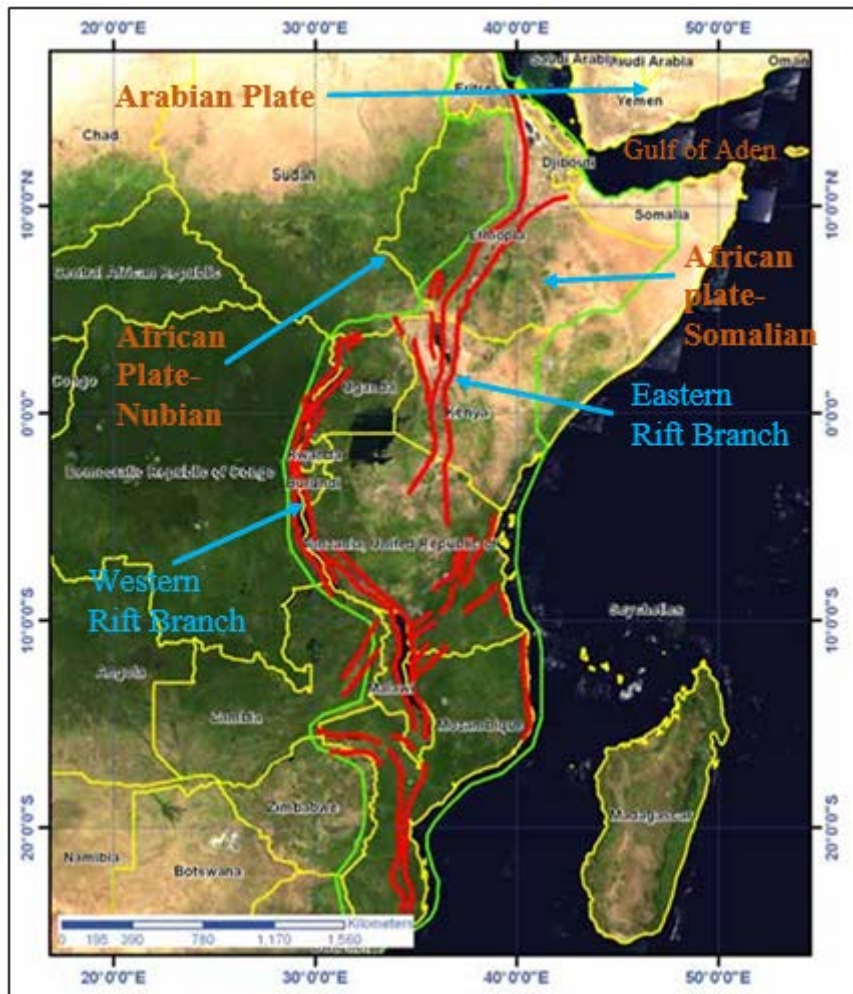 20°0'0"E 30°0'0"E 40°0'0"E 50°0'0"E
Saudi Arabia Saudi Arabia Oman
Arabian Plate
Eritrea
Yemen
Chad
Gulf of Aden
Djibouti
Sudan
10°0'0"N 10°0'0"N
Somalia
Ethiopia
Central African Republic
African
plate-
Somalian
African
Plate-
Nubian
Congo
Uganda
Eastern
Rift Branch
0°0'0" 0°0'0"
Kenya
Rwanda
Democratic Republic of Congo
Burundi
Tanzania, United Republic of
Western
Rift Branch
Seychelles
10°0'0"S 10°0'0"S
Angola
Malawi
Zambia
Mozambique
Zimbabwe
Madagascar
20°0'0"S 20°0'0"S
Namibia
Botswana
Kilometers
0 195 390 780 1,170 1,560
20°0'0"E 30°0'0"E 40°0'0"E 50°0'0"E